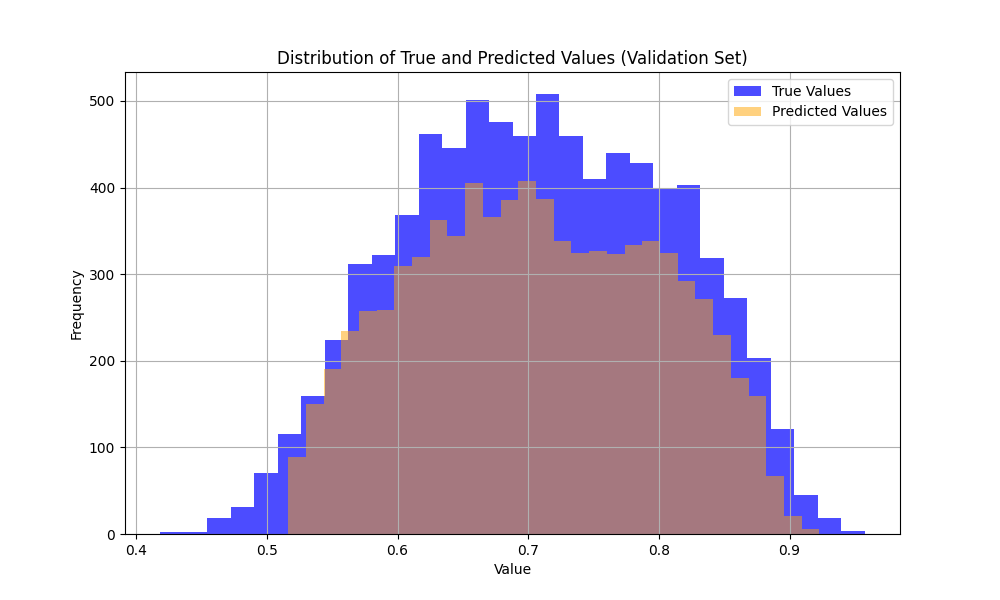 Distribution of True and Predicted Values (Validation Set)
True Values
Predicted Values
500
400
300
200
100
0
Frequency
0.4 0.5 0.6 0.7 0.8 0.9
Value